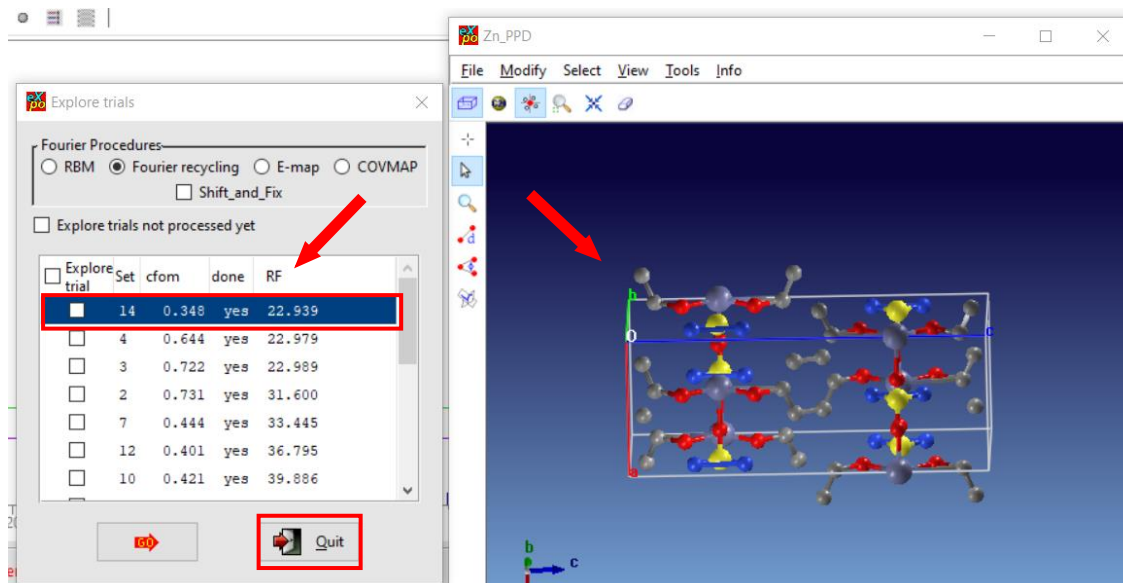 Zn_PPD
File Modify Select View Tools Info
Explore trials
Fourier Procedures
RBM Fourier recycling E-map COVMAP
Shift_and_Fix
Explore trials not processed yet
Explore trial Set cfom done RF
14 0.348 yes 22.939
4 0.644 yes 22.979
3 0.722 yes 22.989
2 0.731 yes 31.600
7 0.444 yes 33.445
12 0.401 yes 36.795
10 0.421 yes 39.886
GO Quit
b
O c
a
b
c